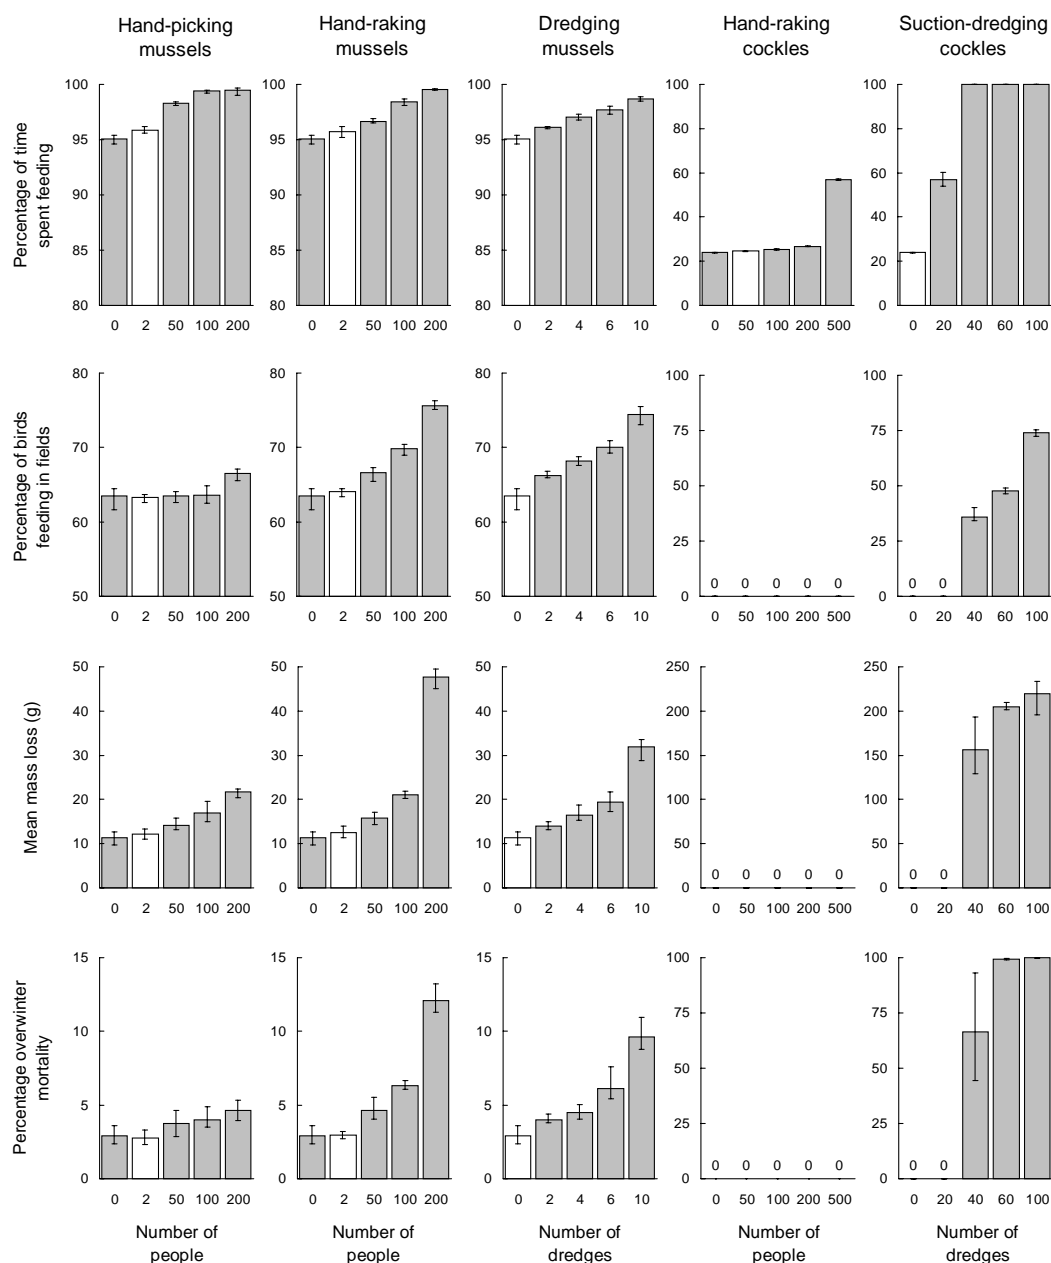 Hand-picking
mussels
Hand-raking
mussels
Dredging
mussels
Hand-raking
cockles
Suction-dredging
cockles
Percentage of time
spent feeding
100
95
90
85
80
0 2 50 100 200
100
95
90
85
80
0 2 50 100 200
100
95
90
85
80
0 2 4 6 10
100
80
60
40
20
0
0 50 100 200 500
100
80
60
40
20
0
0 20 40 60 100
Percentage of birds
feeding in fields
80
70
60
50
0 2 50 100 200
80
70
60
50
0 2 50 100 200
80
70
60
50
0 2 4 6 10
100
75
50
25
0
0 0 0 0 0
0 50 100 200 500
100
75
50
25
0
0 0
0 20 40 60 100
Mean mass loss (g)
50
40
30
20
10
0
0 2 50 100 200
50
40
30
20
10
0
0 2 50 100 200
50
40
30
20
10
0
0 2 4 6 10
250
200
150
100
50
0
0 0 0 0 0
0 50 100 200 500
250
200
150
100
50
0
0 0
0 20 40 60 100
Percentage overwinter
mortality
15
10
5
0
0 2 50 100 200
15
10
5
0
0 2 50 100 200
15
10
5
0
0 2 4 6 10
100
75
50
25
0
0 0 0 0 0
0 50 100 200 500
100
75
50
25
0
0 0
0 20 40 60 100
Number of
people
Number of
people
Number of
dredges
Number of
people
Number of
dredges